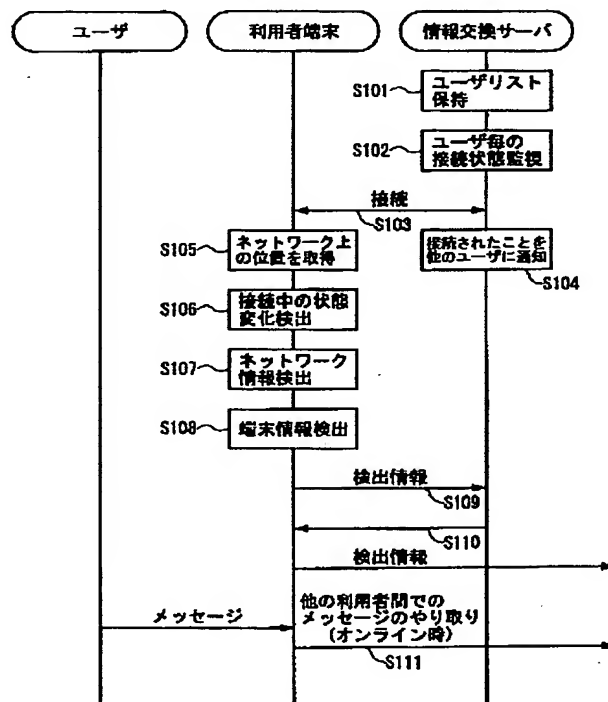 ユーザ
利用者端末
情報交換サーバ
S101
ユーザリスト
保持
S102
ユーザ毎の
接続状態監視
接続
S103
S105
ネットワーク上
の位置を取得
接続されたことを
他のユーザに通知
S104
S106
接続中の状態
変化検出
S107
ネットワーク
情報検出
S108
端末情報検出
検出情報
S109
S110
検出情報
他の利用者間での
メッセージのやり取り
(オンライン時)
メッセージ
S111